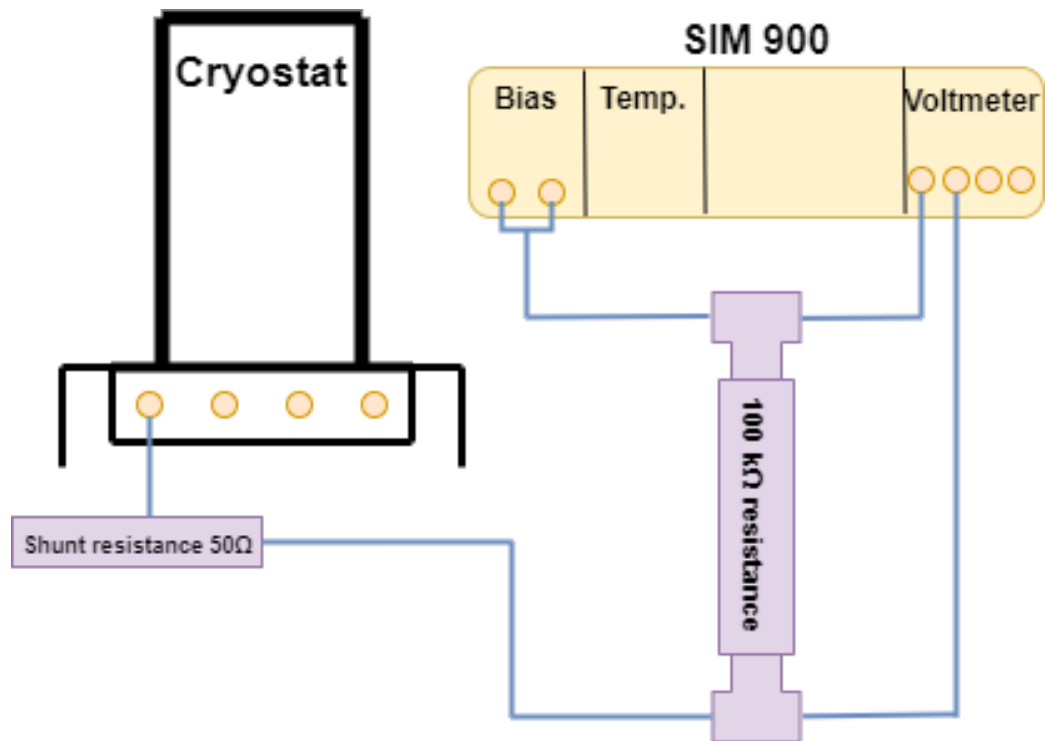 SIM 900
Cryostat
Bias
Temp.
Voltmeter
100 kΩ resistance
Shunt resistance 50Ω